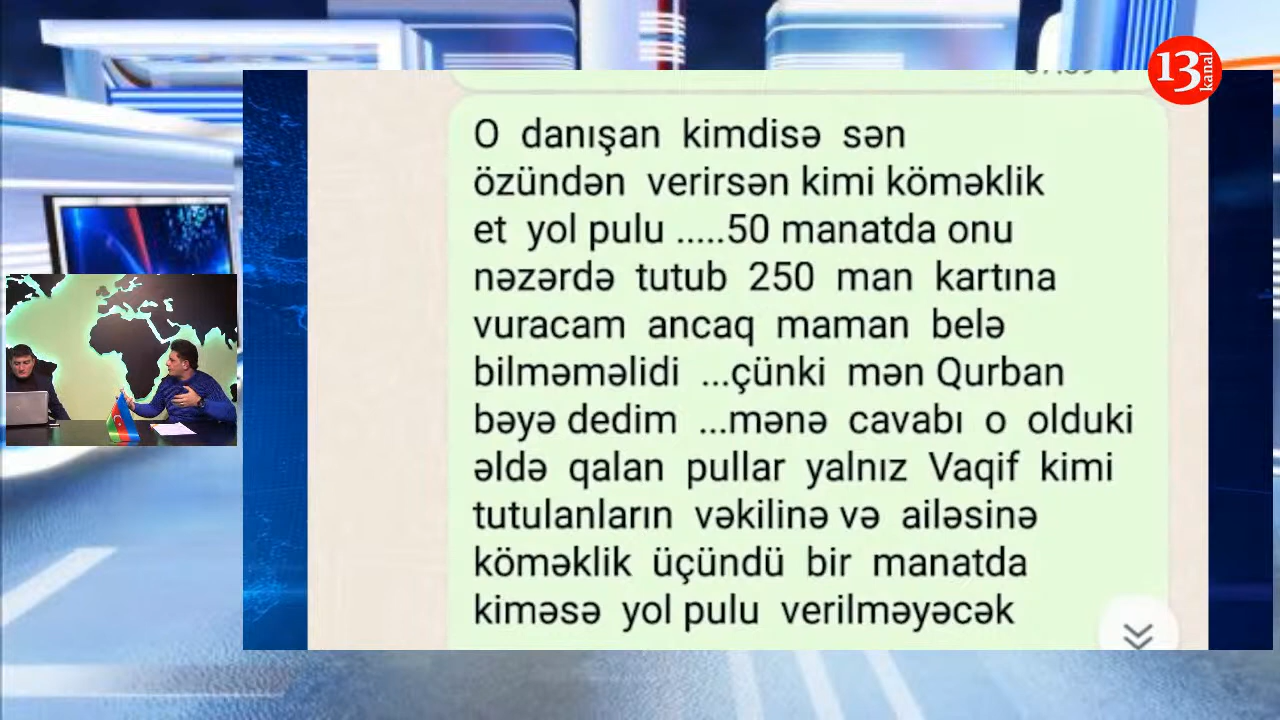 13
kanal
O danışan kimdisə sən
özündən verirsən kimi köməklik
et yol pulu .....50 manatda onu
nəzərdə tutub 250 man kartına
vuracam ancaq maman belə
bilməməlidi ...çünki mən Qurban
bəyə dedim ...mənə cavabı o olduki
əldə qalan pullar yalnız Vaqif kimi
tutulanların vəkilinə və ailəsinə
köməklik üçündü bir manatda
kiməsə yol pulu verilməyəcək